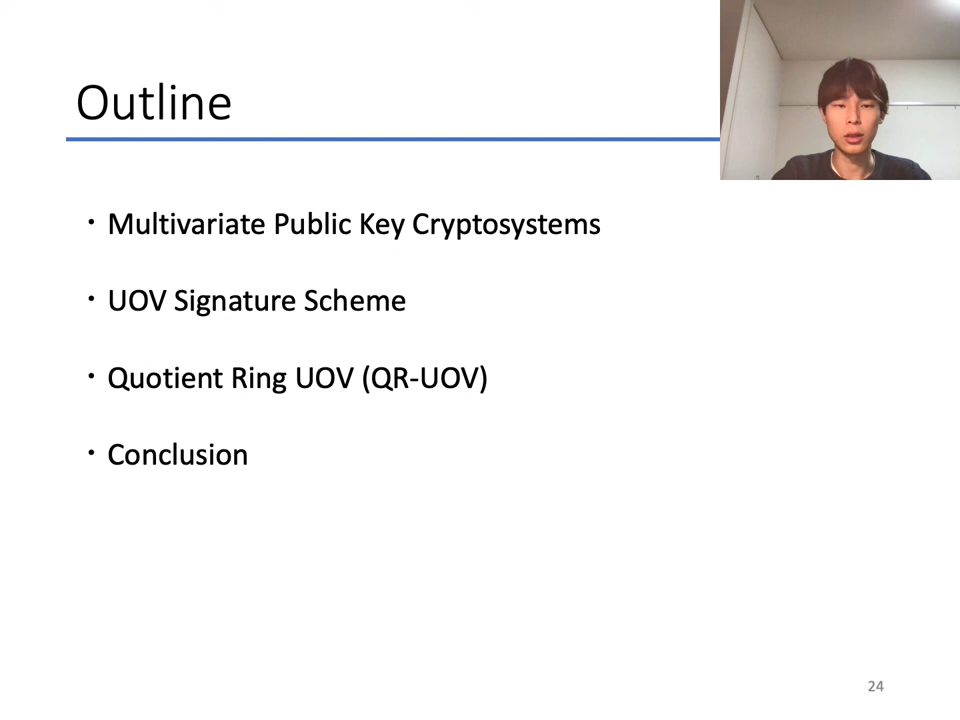 Outline
・Multivariate Public Key Cryptosystems
・UOV Signature Scheme
・Quotient Ring UOV (QR-UOV)
・Conclusion
24